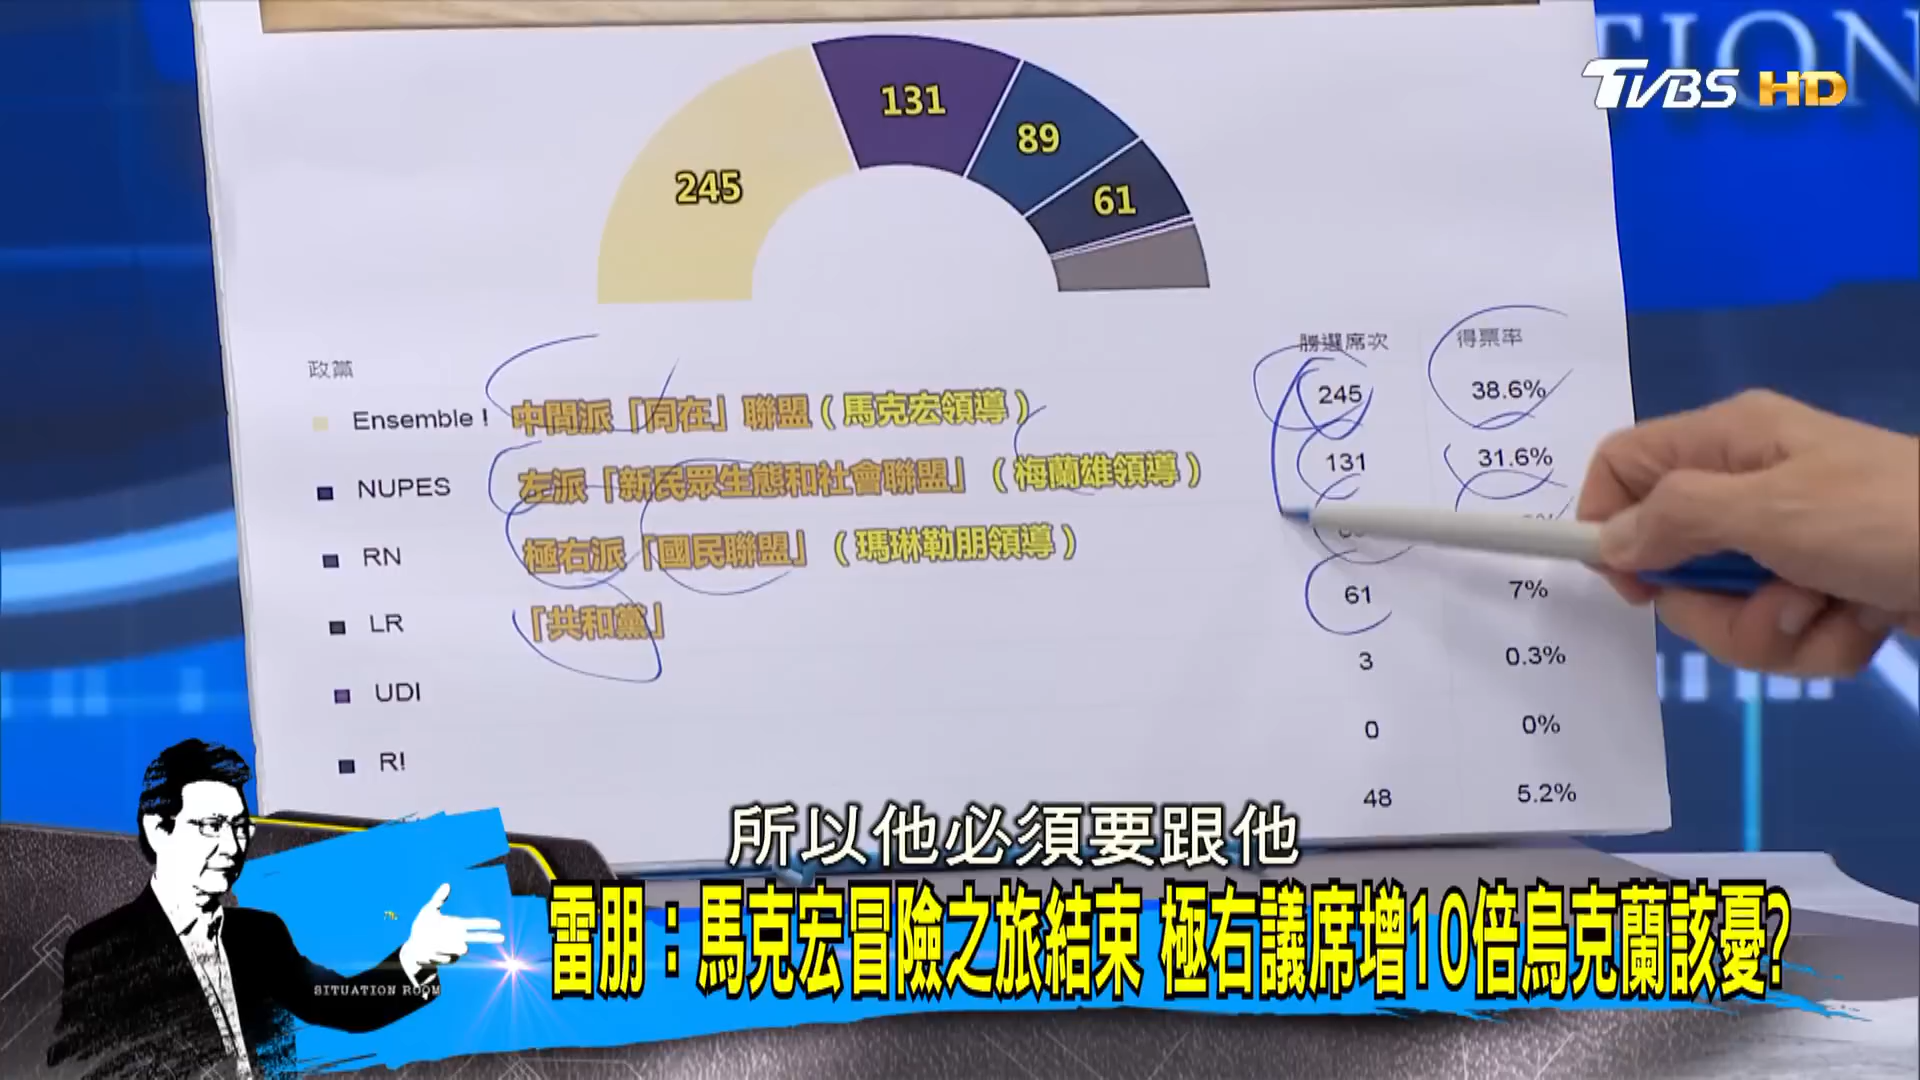 TION
TVBS HD
245
131
89
61
政黨
勝選席次
得票率
Ensemble ! 中間派「同在」聯盟(馬克宏領導) 245 38.6%
NUPES 左派「新民眾生態和社會聯盟」(梅蘭雄領導) 131 31.6%
RN 極右派「國民聯盟」(瑪琳勒朋領導)
LR 「共和黨」 61 7%
UDI 3 0.3%
R! 0 0%
48 5.2%
所以他必須要跟他
雷朋：馬克宏冒險之旅結束 極右議席增10倍烏克蘭該憂?
SITUATION ROOM